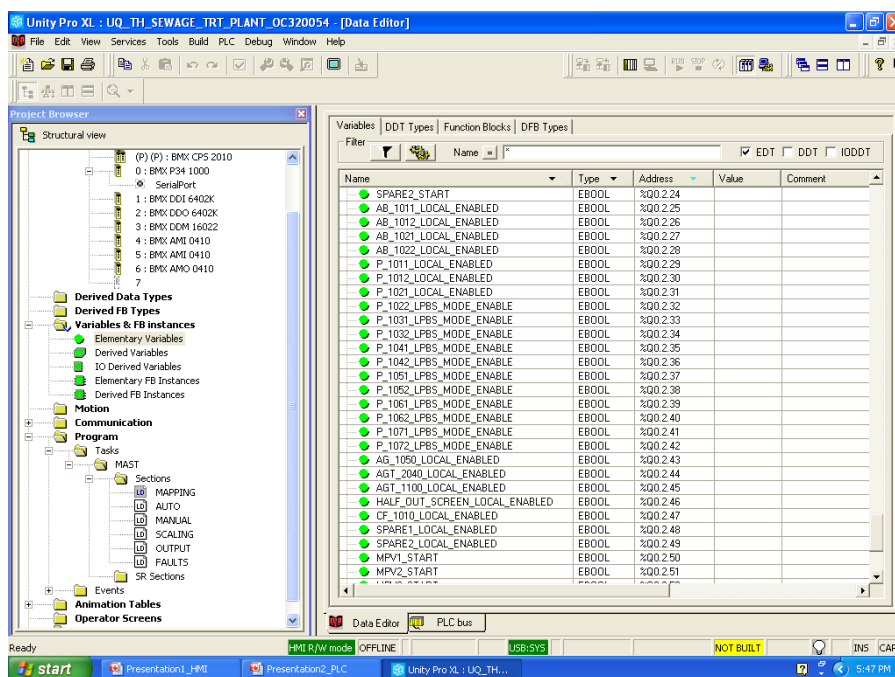 Unity Pro XL : UQ_TH_SEWAGE_TRT_PLANT_OC320054 - [Data Editor]
File Edit View Services Tools Build PLC Debug Window Help
RUN STOP
Project Browser
Structural view
(P) (P) : BMX CPS 2010
0 : BMX P34 1000
SerialPort
1 : BMX DDI 6402K
2 : BMX DDO 6402K
3 : BMX DDM 16022
4 : BMX AMI 0410
5 : BMX AMI 0410
6 : BMX AMO 0410
7
Derived Data Types
Derived FB Types
Variables & FB instances
Elementary Variables
Derived Variables
IO Derived Variables
Elementary FB Instances
Derived FB Instances
Motion
Communication
Program
Tasks
MAST
Sections
LD MAPPING
LD AUTO
LD MANUAL
LD SCALING
LD OUTPUT
LD FAULTS
SR Sections
Events
Animation Tables
Operator Screens
Variables DDT Types Function Blocks DFB Types
Filter
Name = * EDT DDT IODDT
Name Type Address Value Comment
SPARE2_START EBOOL %Q0.2.24
AB_1011_LOCAL_ENABLED EBOOL %Q0.2.25
AB_1012_LOCAL_ENABLED EBOOL %Q0.2.26
AB_1021_LOCAL_ENABLED EBOOL %Q0.2.27
AB_1022_LOCAL_ENABLED EBOOL %Q0.2.28
P_1011_LOCAL_ENABLED EBOOL %Q0.2.29
P_1012_LOCAL_ENABLED EBOOL %Q0.2.30
P_1021_LOCAL_ENABLED EBOOL %Q0.2.31
P_1022_LPBS_MODE_ENABLE EBOOL %Q0.2.32
P_1031_LPBS_MODE_ENABLE EBOOL %Q0.2.33
P_1032_LPBS_MODE_ENABLE EBOOL %Q0.2.34
P_1041_LPBS_MODE_ENABLE EBOOL %Q0.2.35
P_1042_LPBS_MODE_ENABLE EBOOL %Q0.2.36
P_1051_LPBS_MODE_ENABLE EBOOL %Q0.2.37
P_1052_LPBS_MODE_ENABLE EBOOL %Q0.2.38
P_1061_LPBS_MODE_ENABLE EBOOL %Q0.2.39
P_1062_LPBS_MODE_ENABLE EBOOL %Q0.2.40
P_1071_LPBS_MODE_ENABLE EBOOL %Q0.2.41
P_1072_LPBS_MODE_ENABLE EBOOL %Q0.2.42
AG_1050_LOCAL_ENABLED EBOOL %Q0.2.43
AGT_2040_LOCAL_ENABLED EBOOL %Q0.2.44
AGT_1100_LOCAL_ENABLED EBOOL %Q0.2.45
HALF_OUT_SCREEN_LOCAL_ENABLED EBOOL %Q0.2.46
CF_1010_LOCAL_ENABLED EBOOL %Q0.2.47
SPARE1_LOCAL_ENABLED EBOOL %Q0.2.48
SPARE2_LOCAL_ENABLED EBOOL %Q0.2.49
MPV1_START EBOOL %Q0.2.50
MPV2_START EBOOL %Q0.2.51
Data Editor PLC bus
Ready HMI R/W mode OFFLINE USB:SYS NOT BUILT INS CAP
start Presentation1_HMI Presentation2_PLC Unity Pro XL : UQ_TH... 5:47 PM